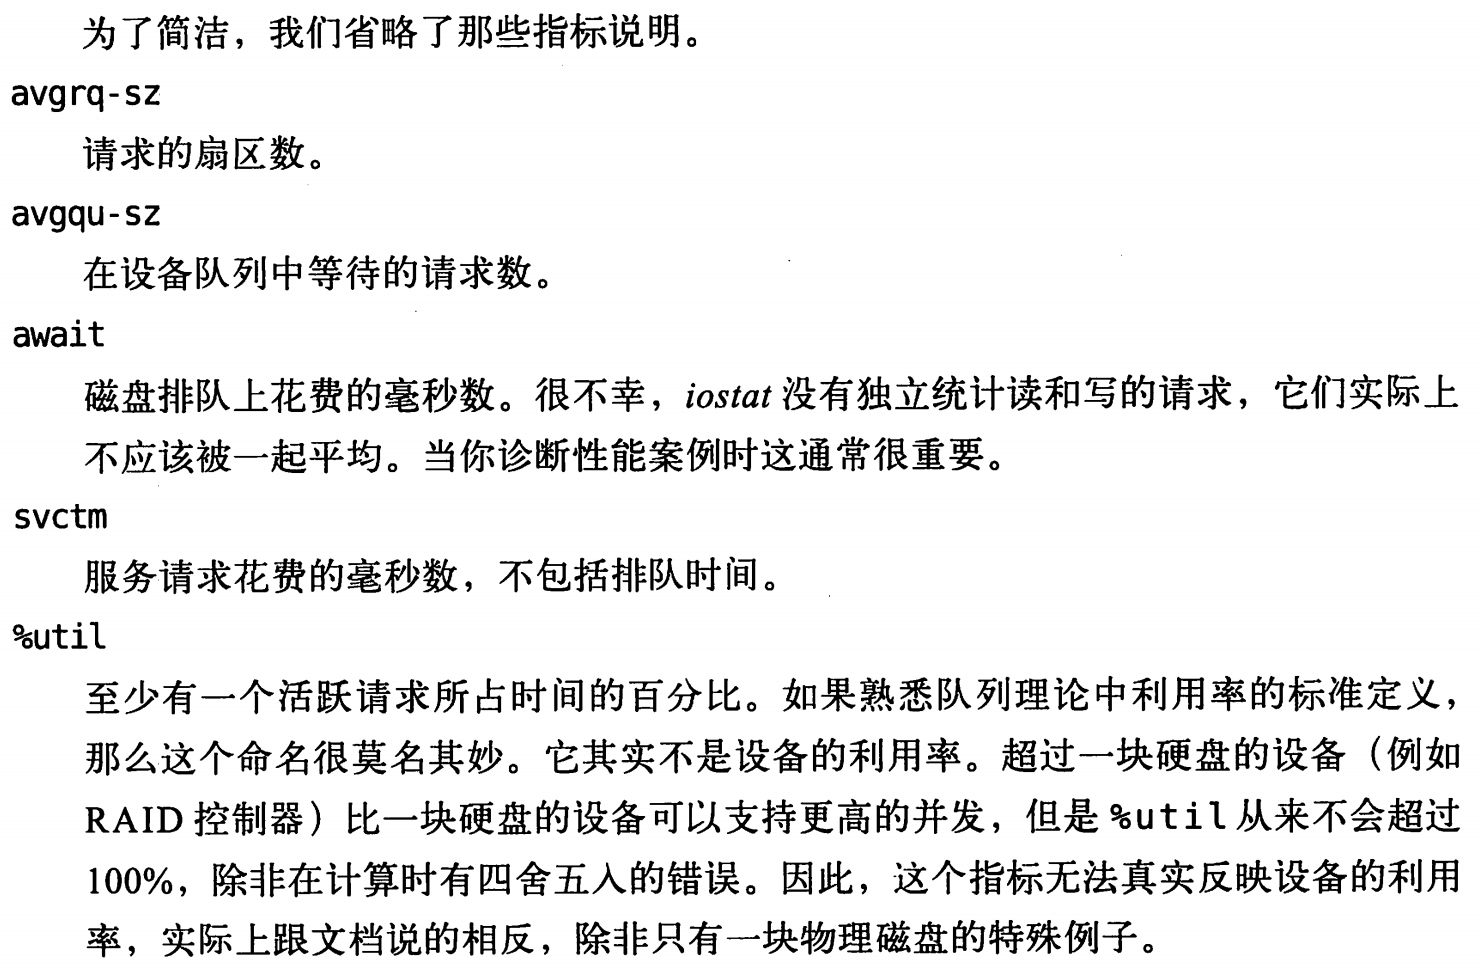 为了简洁，我们省略了那些指标说明。
avgrq-sz
请求的扇区数。
avgqu-sz
在设备队列中等待的请求数。
await
磁盘排队上花费的毫秒数。很不幸，iostat 没有独立统计读和写的请求，它们实际上
不应该被一起平均。当你诊断性能案例时这通常很重要。
svctm
服务请求花费的毫秒数，不包括排队时间。
%util
至少有一个活跃请求所占时间的百分比。如果熟悉队列理论中利用率的标准定义，
那么这个命名很莫名其妙。它其实不是设备的利用率。超过一块硬盘的设备（例如
RAID 控制器）比一块硬盘的设备可以支持更高的并发，但是 %util 从来不会超过
100%，除非在计算时有四舍五入的错误。因此，这个指标无法真实反映设备的利用
率，实际上跟文档说的相反，除非只有一块物理磁盘的特殊例子。